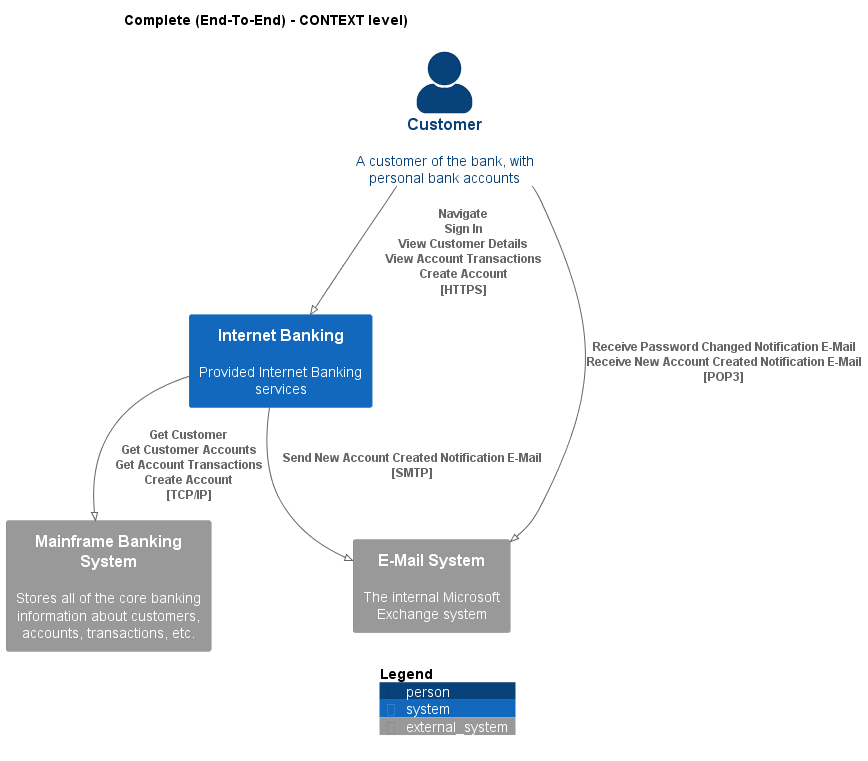 Complete (End-To-End) - CONTEXT level)
Customer
A customer of the bank, with
personal bank accounts
Navigate
Sign In
View Customer Details
View Account Transactions
Create Account
[HTTPS]
Internet Banking
Provided Internet Banking
services
Receive Password Changed Notification E-Mail
Receive New Account Created Notification E-Mail
[POP3]
Get Customer
Get Customer Accounts
Get Account Transactions
Create Account
[TCP/IP]
Send New Account Created Notification E-Mail
[SMTP]
Mainframe Banking
System
Stores all of the core banking
information about customers,
accounts, transactions, etc.
E-Mail System
The internal Microsoft
Exchange system
Legend
person
system
external_system